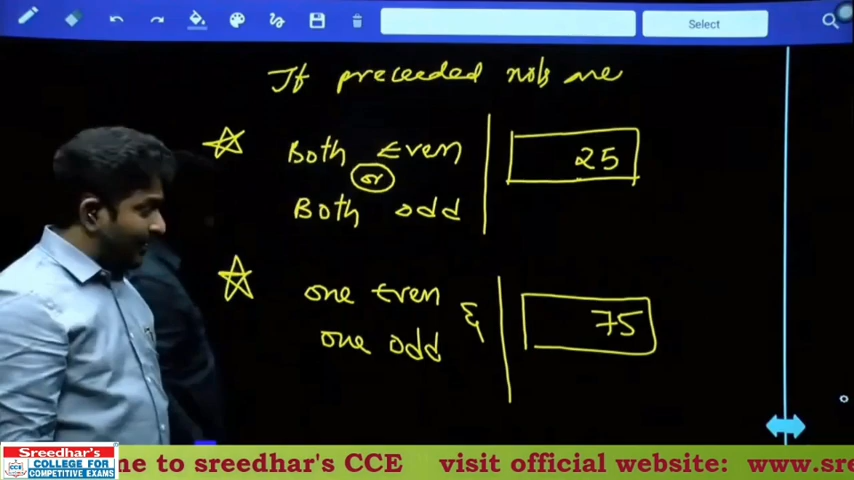 Select
If preceeded nos are
Both Even
or
Both odd
25
one Even &
one odd
75
Sreedhar's
CCE
COLLEGE FOR
COMPETITIVE EXAMS
me to sreedhar's CCE visit official website: www.sre